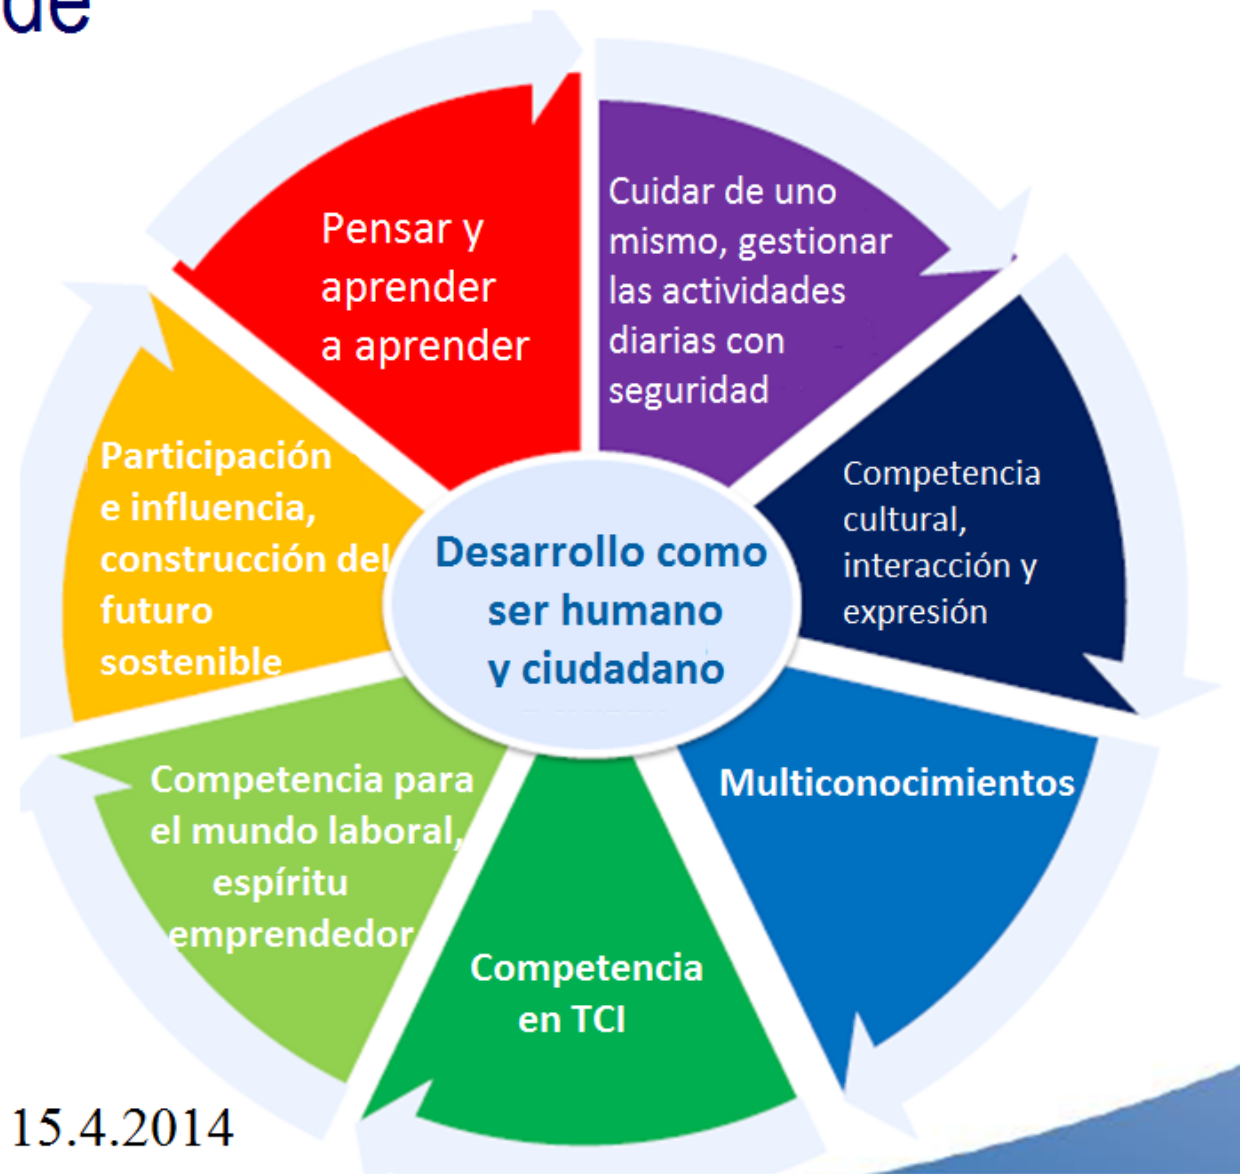 de
Pensar y
aprender
a aprender
Cuidar de uno
mismo, gestionar
las actividades
diarias con
seguridad
Competencia
cultural,
interacción y
expresión
Multiconocimientos
Competencia
en TCI
Competencia para
el mundo laboral,
espíritu
emprendedor
Participación
e influencia,
construcción del
futuro
sostenible
Desarrollo como
ser humano
y ciudadano
15.4.2014